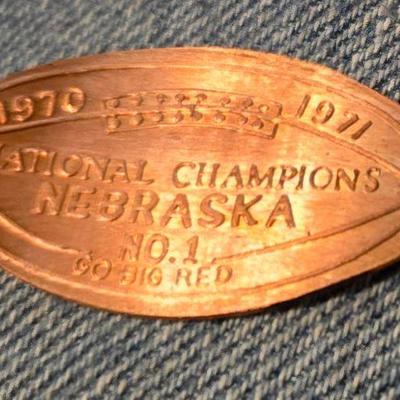 1970 1971
NATIONAL CHAMPIONS
NEBRASKA
NO.1
GO BIG RED